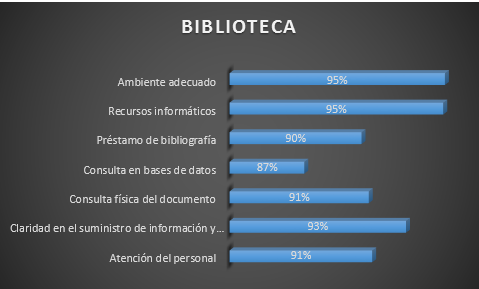 BIBLIOTECA
Ambiente adecuado 95%
Recursos informáticos 95%
Préstamo de bibliografía 90%
Consulta en bases de datos 87%
Consulta física del documento 91%
Claridad en el suministro de información y... 93%
Atención del personal 91%